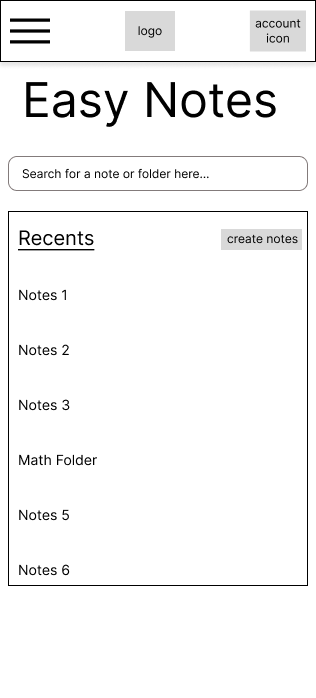 logo
account
icon
Easy Notes
Search for a note or folder here...
Recents
create notes
Notes 1
Notes 2
Notes 3
Math Folder
Notes 5
Notes 6